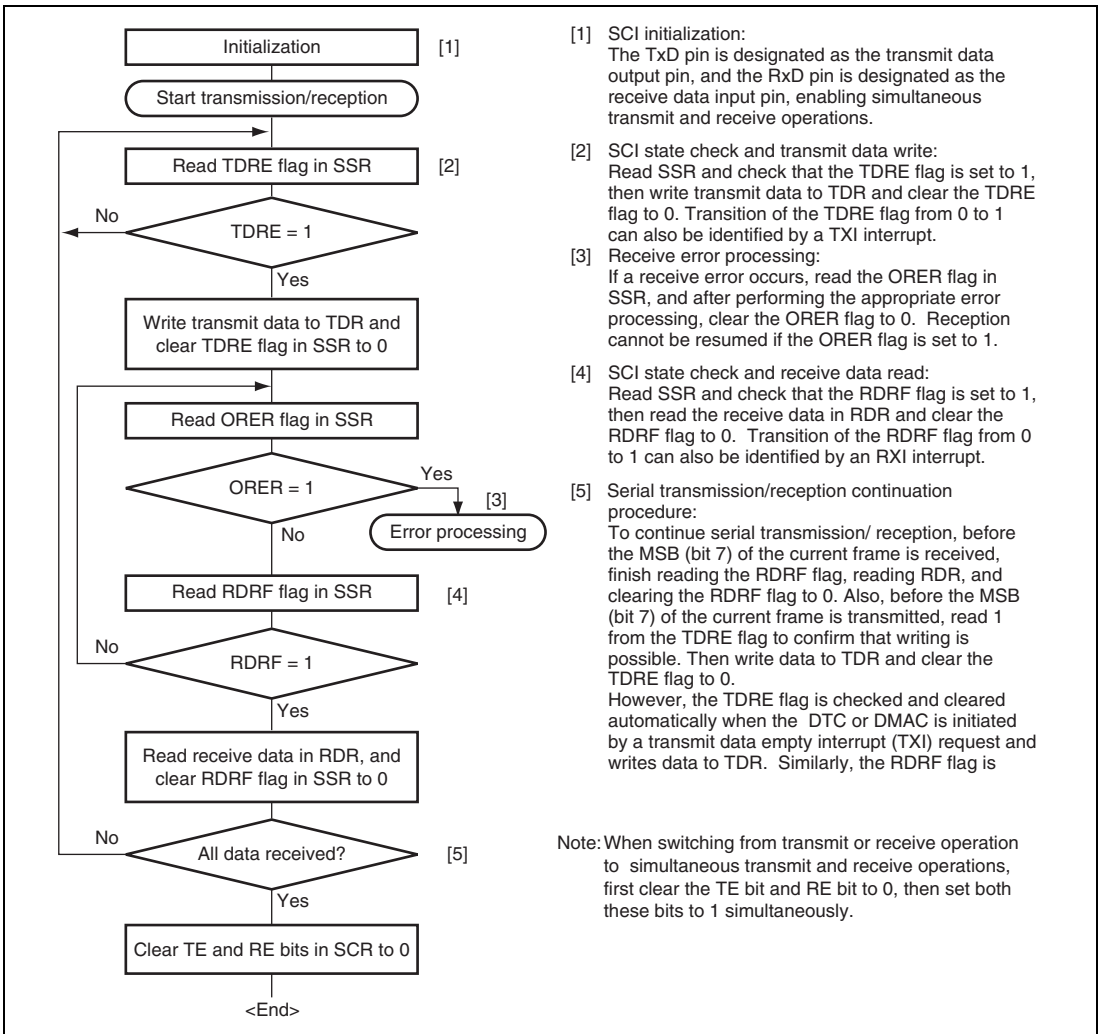 Initialization [1]
Start transmission/reception
Read TDRE flag in SSR [2]
No
TDRE = 1
Yes
Write transmit data to TDR and
clear TDRE flag in SSR to 0
Read ORER flag in SSR
Yes
ORER = 1
[3]
Error processing
No
Read RDRF flag in SSR [4]
No
RDRF = 1
Yes
Read receive data in RDR, and
clear RDRF flag in SSR to 0
No
All data received? [5]
Yes
Clear TE and RE bits in SCR to 0
<End>
[1] SCI initialization:
The TxD pin is designated as the transmit data
output pin, and the RxD pin is designated as the
receive data input pin, enabling simultaneous
transmit and receive operations.
[2] SCI state check and transmit data write:
Read SSR and check that the TDRE flag is set to 1,
then write transmit data to TDR and clear the TDRE
flag to 0. Transition of the TDRE flag from 0 to 1
can also be identified by a TXI interrupt.
[3] Receive error processing:
If a receive error occurs, read the ORER flag in
SSR, and after performing the appropriate error
processing, clear the ORER flag to 0. Reception
cannot be resumed if the ORER flag is set to 1.
[4] SCI state check and receive data read:
Read SSR and check that the RDRF flag is set to 1,
then read the receive data in RDR and clear the
RDRF flag to 0. Transition of the RDRF flag from 0
to 1 can also be identified by an RXI interrupt.
[5] Serial transmission/reception continuation
procedure:
To continue serial transmission/ reception, before
the MSB (bit 7) of the current frame is received,
finish reading the RDRF flag, reading RDR, and
clearing the RDRF flag to 0. Also, before the MSB
(bit 7) of the current frame is transmitted, read 1
from the TDRE flag to confirm that writing is
possible. Then write data to TDR and clear the
TDRE flag to 0.
However, the TDRE flag is checked and cleared
automatically when the DTC or DMAC is initiated
by a transmit data empty interrupt (TXI) request and
writes data to TDR. Similarly, the RDRF flag is
Note: When switching from transmit or receive operation
to simultaneous transmit and receive operations,
first clear the TE bit and RE bit to 0, then set both
these bits to 1 simultaneously.